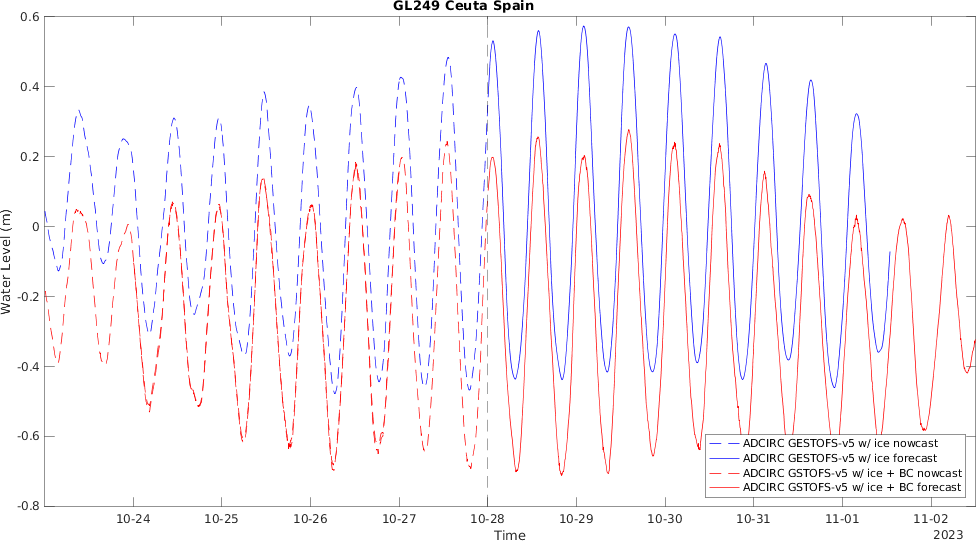 GL249 Ceuta Spain
0.6
0.4
0.2
0
-0.2
-0.4
-0.6
-0.8
Water Level (m)
ADCIRC GESTOFS-v5 w/ ice nowcast
ADCIRC GESTOFS-v5 w/ ice forecast
ADCIRC GSTOFS-v5 w/ ice + BC nowcast
ADCIRC GSTOFS-v5 w/ ice + BC forecast
10-24 10-25 10-26 10-27 10-28 10-29 10-30 10-31 11-01 11-02
Time
2023